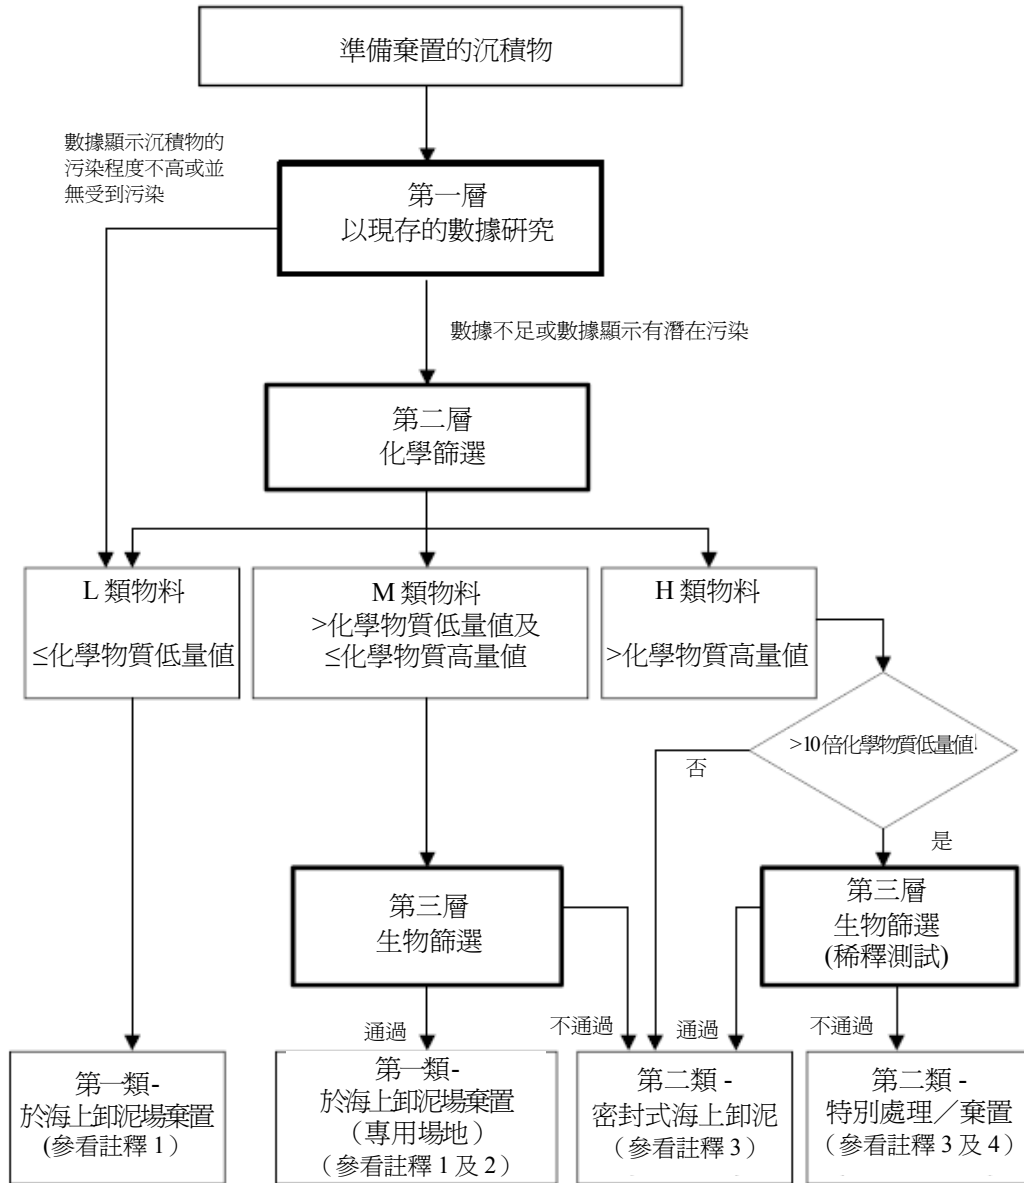 準備棄置的沉積物
數據顯示沉積物的
污染程度不高或並
無受到污染
第一層
以現存的數據研究
數據不足或數據顯示有潛在污染
第二層
化學篩選
L 類物料
≤化學物質低量值
M 類物料
>化學物質低量值及
≤化學物質高量值
H 類物料
>化學物質高量值
>10倍化學物質低量值
否
是
第三層
生物篩選
第三層
生物篩選
(稀釋測試)
通過
不通過
通過
不通過
第一類-
於海上卸泥場棄置
(參看註釋 1）
第一類-
於海上卸泥場棄置
（專用場地）
（參看註釋 1 及 2）
第二類 -
密封式海上卸泥
（參看註釋 3）
第二類 -
特別處理／棄置
（參看註釋 3 及 4）